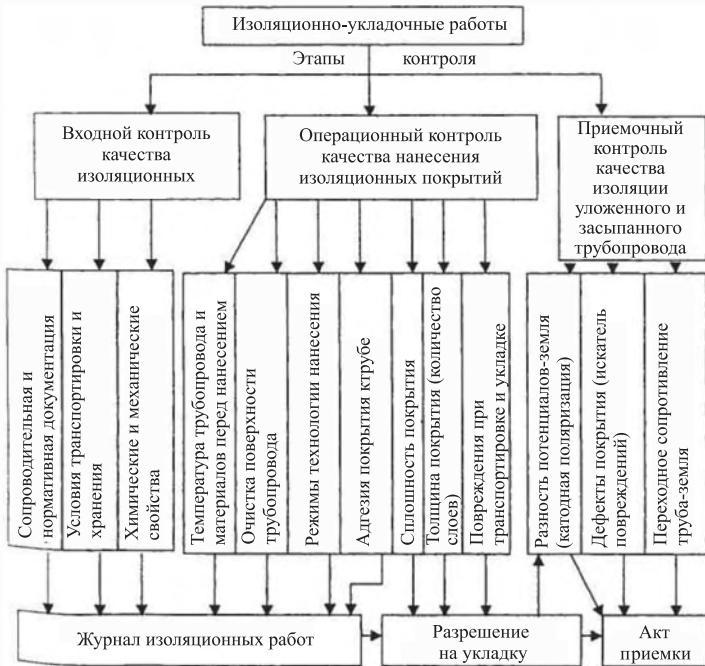 Изоляционно-укладочные работы
Этапы контроля
Входной контроль
качества
изоляционных
Операционный контроль
качества нанесения
изоляционных покрытий
Приемочный
контроль
качества
изоляции
уложенного и
засыпанного
трубопровода
Сопроводительная и
нормативная документация
Условия транспортировки и
хранения
Химические и механические
свойства
Температура трубопровода и
материалов перед нанесением
Очистка поверхности
трубопровода
Режимы технологии нанесения
Адгезия покрытия ктрубе
Сплошность покрытия
Толщина покрытия (количество
слоев)
Повреждения при
транспортировке и укладке
Разность потенциалов-земля
(катодная поляризация)
Дефекты покрытия (искатель
повреждений)
Переходное сопротивление
труба-земля
Журнал изоляционных работ
Разрешение
на укладку
Акт
приемки